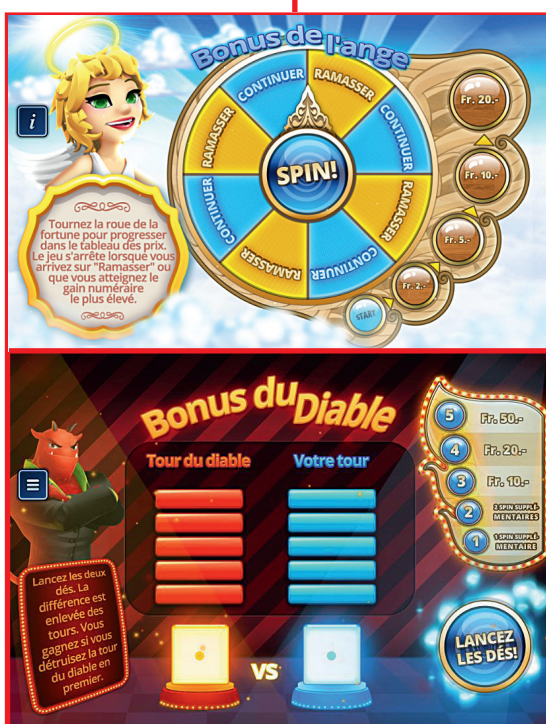 Bonus de l'ange
i
CONTINUER
RAMASSER
CONTINUER
RAMASSER
CONTINUER
RAMASSER
CONTINUER
RAMASSER
SPIN!
Fr. 20.-
Fr. 10.-
Fr. 5.-
Fr. 2.-
START
Tournez la roue de la
fortune pour progresser
dans le tableau des prix.
Le jeu s'arrête lorsque vous
arrivez sur "Ramasser" ou
que vous atteignez le
gain numéraire
le plus élevé.
Bonus du Diable
Tour du diable
Votre tour
5 Fr. 50.-
4 Fr. 20.-
3 Fr. 10.-
2 2 SPIN SUPPLÉ-
MENTAIRES
1 1 SPIN SUPPLÉ-
MENTAIRE
Lancez les deux
dés. La
différence est
enlevée des
tours. Vous
gagnez si vous
détruisez la tour
du diable en
premier.
VS
LANCEZ
LES DÉS!